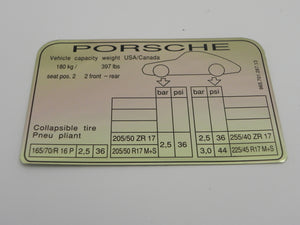 PORSCHE
Vehicle capacity weight USA/Canada
180 kg / 397 lbs
seat pos. 2 2 front – rear
bar psi bar psi
Collapsible tire
Pneu pliant
205/50 ZR 17 2,5 36 255/40 ZR 17
165/70/R 16 P 2,5 36 205/50 R17 M+S 2,5 36 3,0 44 225/45 R17 M+S